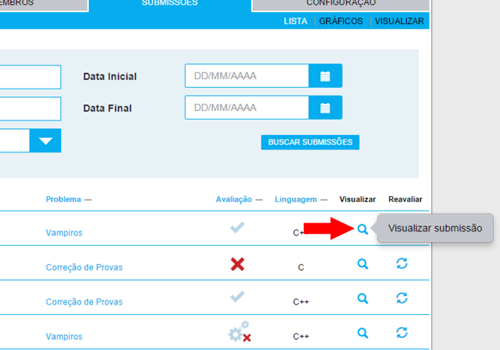 EMBROS SUBMISSÕES CONFIGURAÇÃO
LISTA | GRÁFICOS | VISUALIZAR
Data Inicial DD/MM/AAAA
Data Final DD/MM/AAAA
BUSCAR SUBMISSÕES
Problema — Avaliação — Linguagem — Visualizar Reavaliar
Vampiros C++ Visualizar submissão
Correção de Provas C
Correção de Provas C++
Vampiros C++